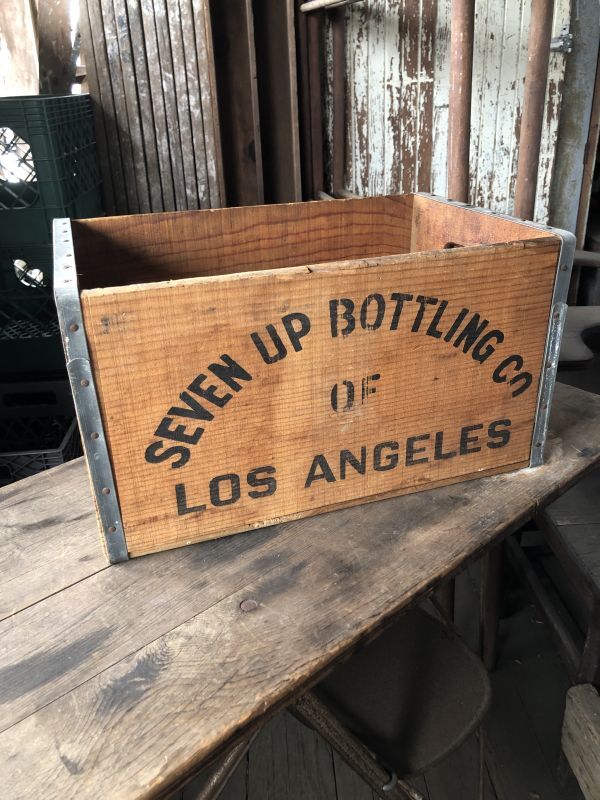 SEVEN UP BOTTLING CO
OF
LOS ANGELES